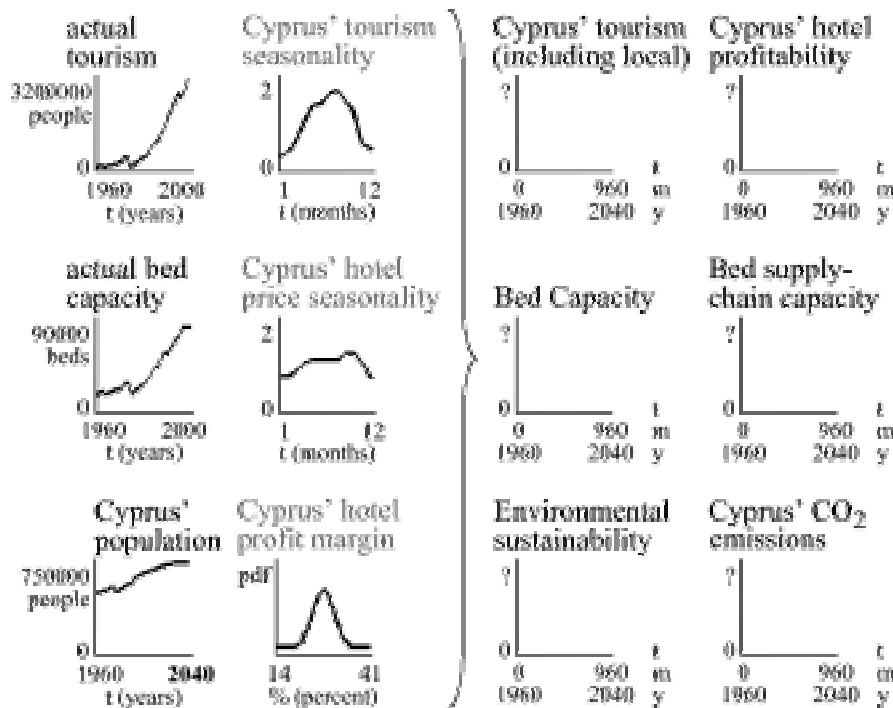 actual
tourism
3200000
people
0
1960 2000
t (years)
Cyprus' tourism
seasonality
2
0
1 12
t (months)
Cyprus' tourism
(including local)
?
0
t
0 960 m
1960 2040 y
Cyprus' hotel
profitability
?
0
t
0 960 m
1960 2040 y
actual bed
capacity
90000
beds
0
1960 2000
t (years)
Cyprus' hotel
price seasonality
2
0
1 12
t (months)
Bed Capacity
?
0
t
0 960 m
1960 2040 y
Bed supply-
chain capacity
?
0
t
0 960 m
1960 2040 y
Cyprus'
population
750000
people
0
1960 2040
t (years)
Cyprus' hotel
profit margin
pdf
14 41
% (percent)
Environmental
sustainability
?
0
t
0 960 m
1960 2040 y
Cyprus' CO2
emissions
?
0
t
0 960 m
1960 2040 y